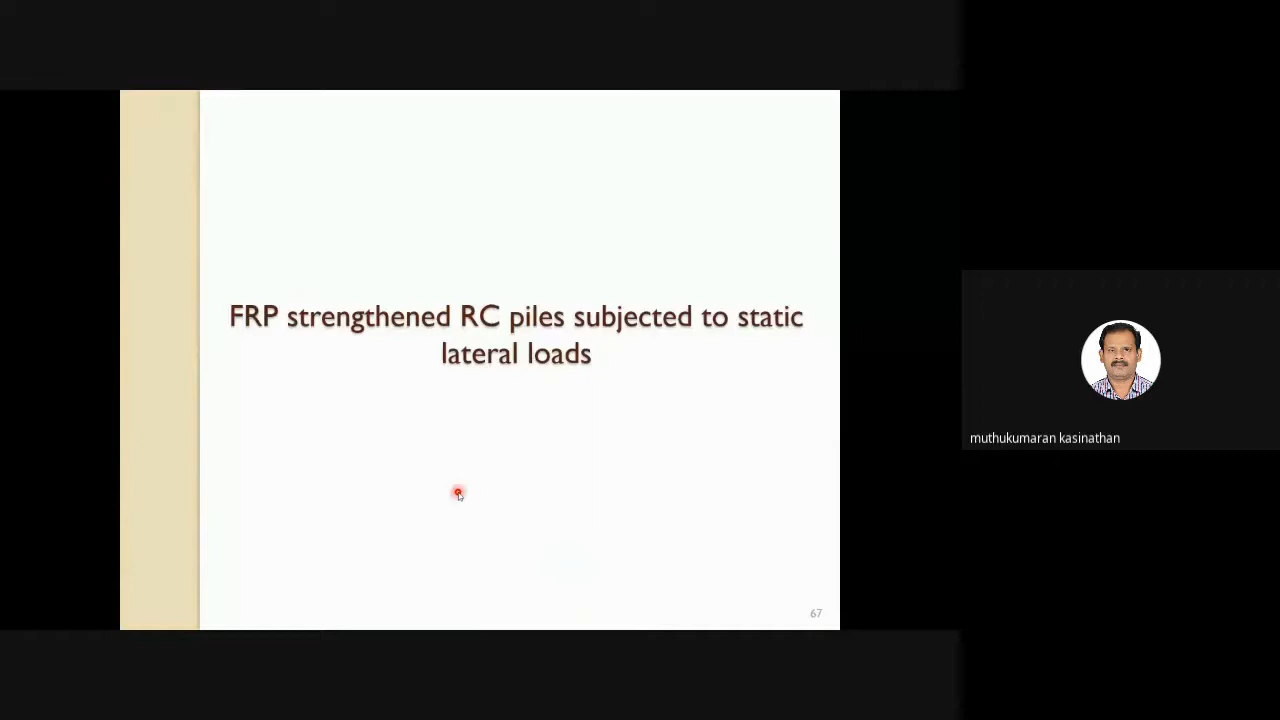 FRP strengthened RC piles subjected to static
lateral loads
67
muthukumaran kasinathan